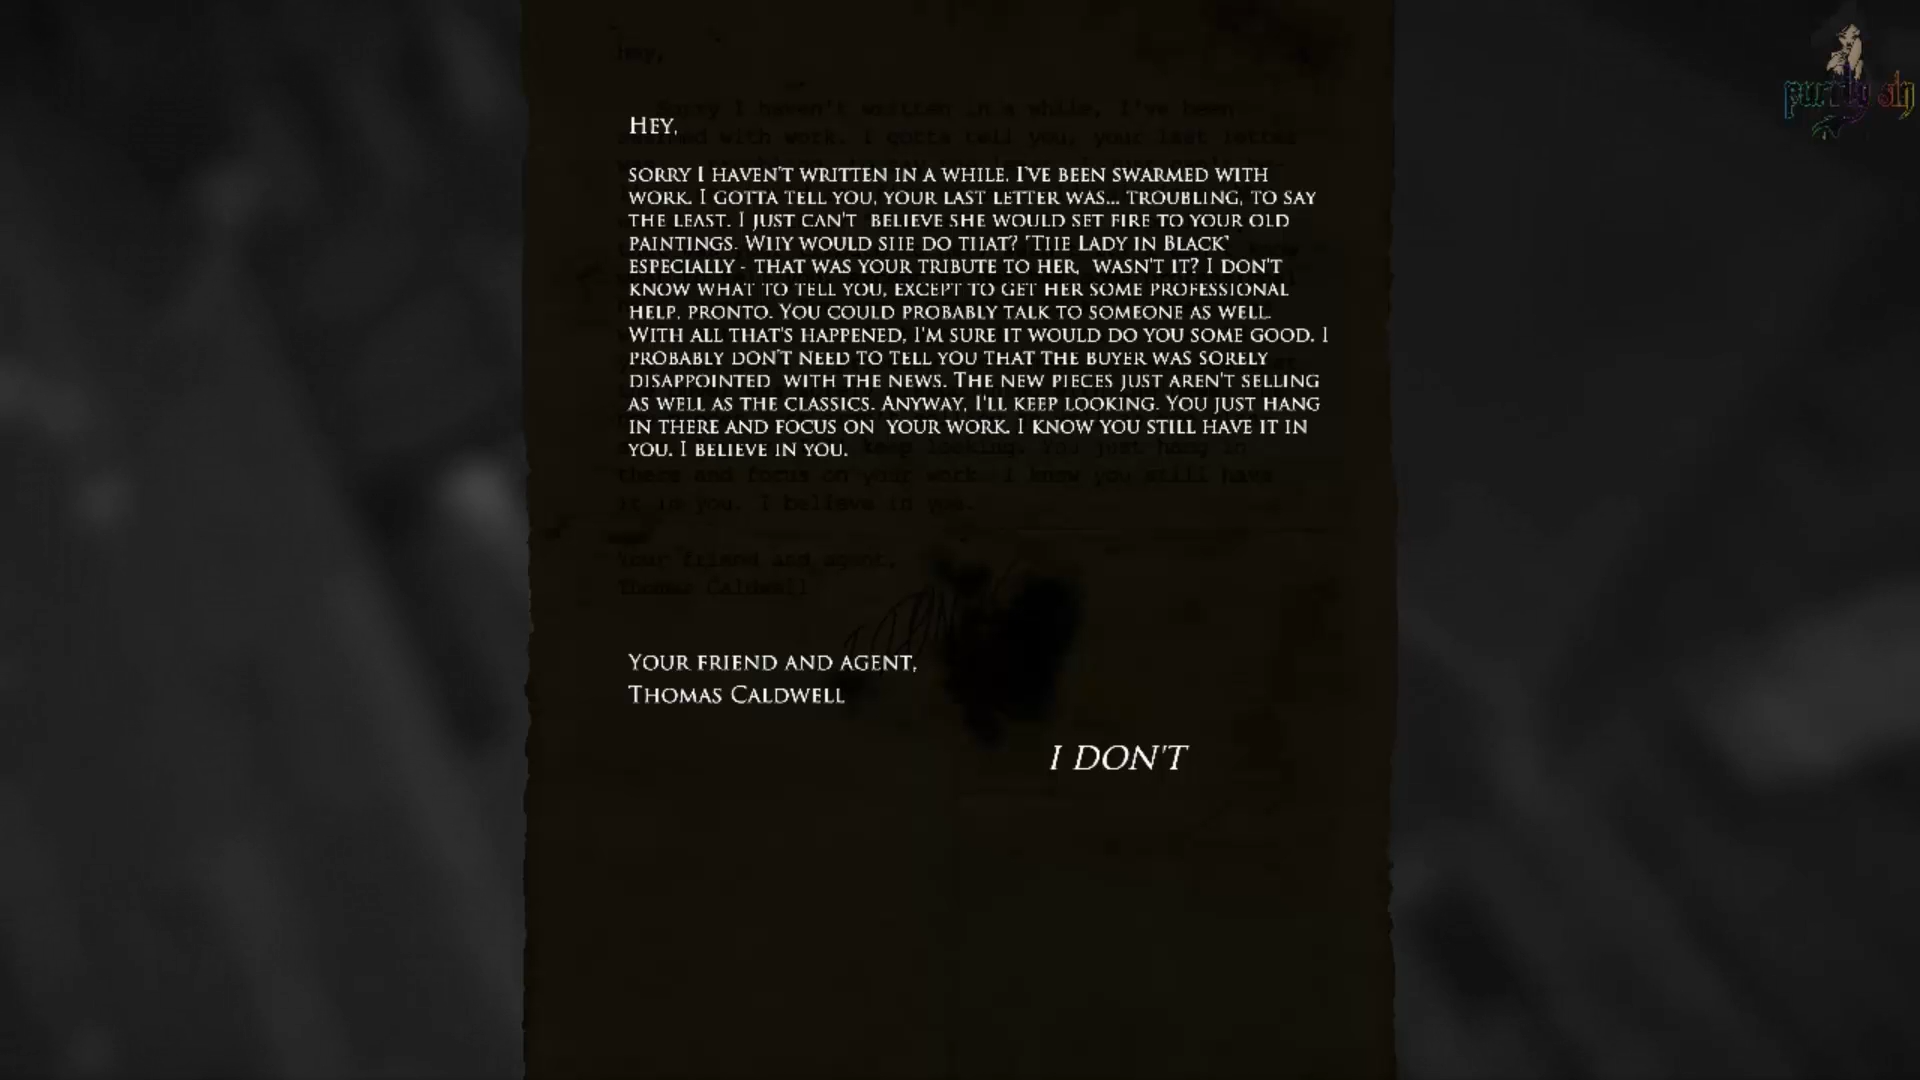 HEY,
SORRY I HAVEN'T WRITTEN IN A WHILE. I'VE BEEN SWARMED WITH
WORK. I GOTTA TELL YOU, YOUR LAST LETTER WAS... TROUBLING, TO SAY
THE LEAST. I JUST CAN'T BELIEVE SHE WOULD SET FIRE TO YOUR OLD
PAINTINGS. WHY WOULD SHE DO THAT? 'THE LADY IN BLACK'
ESPECIALLY - THAT WAS YOUR TRIBUTE TO HER, WASN'T IT? I DON'T
KNOW WHAT TO TELL YOU, EXCEPT TO GET HER SOME PROFESSIONAL
HELP, PRONTO. YOU COULD PROBABLY TALK TO SOMEONE AS WELL.
WITH ALL THAT'S HAPPENED, I'M SURE IT WOULD DO YOU SOME GOOD. I
PROBABLY DON'T NEED TO TELL YOU THAT THE BUYER WAS SORELY
DISAPPOINTED WITH THE NEWS. THE NEW PIECES JUST AREN'T SELLING
AS WELL AS THE CLASSICS. ANYWAY, I'LL KEEP LOOKING. YOU JUST HANG
IN THERE AND FOCUS ON YOUR WORK. I KNOW YOU STILL HAVE IT IN
YOU. I BELIEVE IN YOU.
YOUR FRIEND AND AGENT,
THOMAS CALDWELL
I DON'T